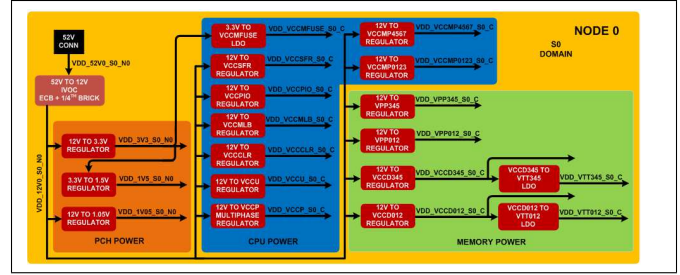 NODE 0
S0
DOMAIN
52V
CONN
VDD_52V0_S0_N0
52V TO 12V
IVOC
ECB + 1/4TH BRICK
VDD_12V0_S0_N0
12V TO 3.3V
REGULATOR
VDD_3V3_S0_N0
3.3V TO 1.5V
REGULATOR
VDD_1V5_S0_N0
12V TO 1.05V
REGULATOR
VDD_1V05_S0_N0
PCH POWER
3.3V TO
VCCMFUSE
LDO
VDD_VCCMFUSE_S0_C
12V TO
VCCSFR
REGULATOR
VDD_VCCSFR_S0_C
12V TO
VCCPIO
REGULATOR
VDD_VCCPIO_S0_C
12V TO
VCCMLB
REGULATOR
VDD_VCCMLB_S0_C
12V TO
VCCCLR
REGULATOR
VDD_VCCCLR_S0_C
12V TO VCCU
REGULATOR
VDD_VCCU_S0_C
12V TO VCCP
MULTIPHASE
REGULATOR
VDD_VCCP_S0_C
CPU POWER
12V TO
VCCMP4567
REGULATOR
VDD_VCCMP4567_S0_C
12V TO
VCCMP0123
REGULATOR
VDD_VCCMP0123_S0_C
12V TO
VPP345
REGULATOR
VDD_VPP345_S0_C
12V TO
VPP012
REGULATOR
VDD_VPP012_S0_C
12V TO
VCCD345
REGULATOR
VDD_VCCD345_S0_C
VCCD345 TO
VTT345
LDO
VDD_VTT345_S0_C
12V TO
VCCD012
REGULATOR
VDD_VCCD012_S0_C
VCCD012 TO
VTT012
LDO
VDD_VTT012_S0_C
MEMORY POWER